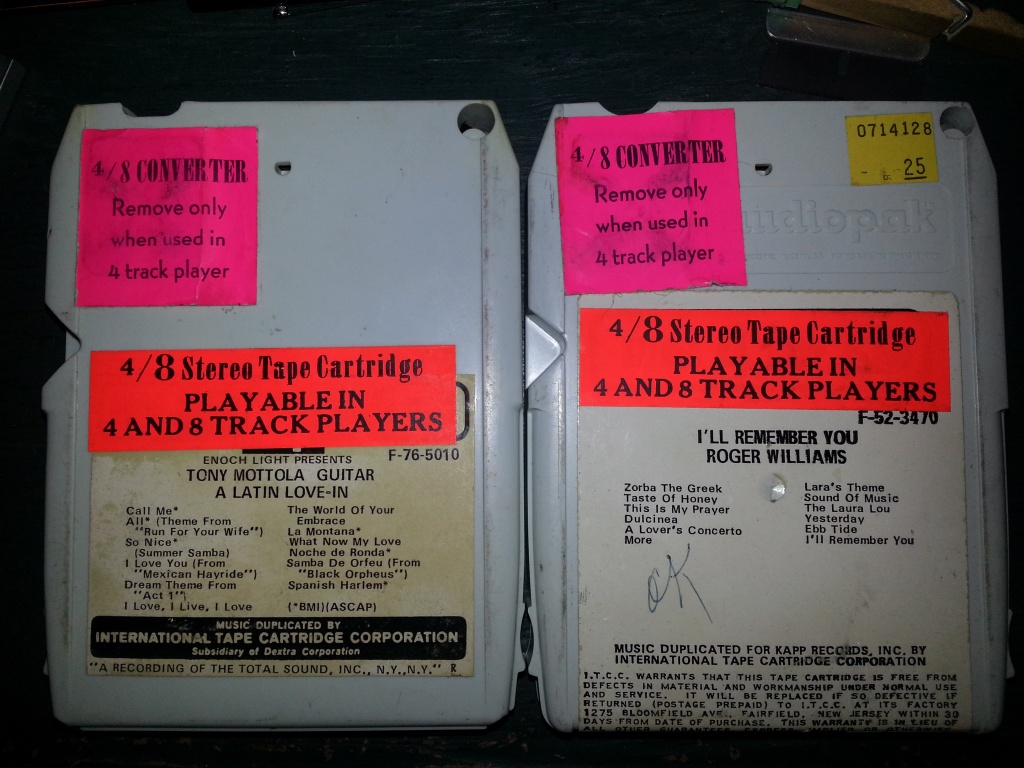 4/8 CONVERTER
Remove only
when used in
4 track player
4/8 Stereo Tape Cartridge
PLAYABLE IN
4 AND 8 TRACK PLAYERS
F-76-5010
ENOCH LIGHT PRESENTS
TONY MOTTOLA GUITAR
A LATIN LOVE-IN
Call Me*
All* (Theme From
"Run For Your Wife")
So Nice*
(Summer Samba)
I Love You (From
"Mexican Hayride")
Dream Theme From
"Act 1"
I Love, I Live, I Love
The World Of Your
Embrace
La Montana*
What Now My Love
Noche de Ronda*
Samba De Orfeu (From
"Black Orpheus")
Spanish Harlem*
(*BMI)(ASCAP)
MUSIC DUPLICATED BY
INTERNATIONAL TAPE CARTRIDGE CORPORATION
Subsidiary of Dextra Corporation
"A RECORDING OF THE TOTAL SOUND, INC., N.Y.,N.Y." R
4/8 CONVERTER
Remove only
when used in
4 track player
0714128
25
audiopak
4/8 Stereo Tape Cartridge
PLAYABLE IN
4 AND 8 TRACK PLAYERS
F-52-3470
I'LL REMEMBER YOU
ROGER WILLIAMS
Zorba The Greek
Taste Of Honey
This Is My Prayer
Dulcinea
A Lover's Concerto
More
Lara's Theme
Sound Of Music
The Laura Lou
Yesterday
Ebb Tide
I'll Remember You
OK
MUSIC DUPLICATED FOR KAPP RECORDS, INC. BY
INTERNATIONAL TAPE CARTRIDGE CORPORATION
I.T.C.C. WARRANTS THAT THIS TAPE CARTRIDGE IS FREE FROM
DEFECTS IN MATERIAL AND WORKMANSHIP UNDER NORMAL USE
AND SERVICE. IT WILL BE REPLACED IF SO DEFECTIVE IF
RETURNED (POSTAGE PREPAID) TO I.T.C.C. AT ITS FACTORY
1275 BLOOMFIELD AVE., FAIRFIELD, NEW JERSEY WITHIN 30
DAYS FROM DATE OF PURCHASE. THIS WARRANTY IS IN LIEU OF
ALL OTHER GUARANTEES, EXPRESS, IMPLIED OR OTHERWISE